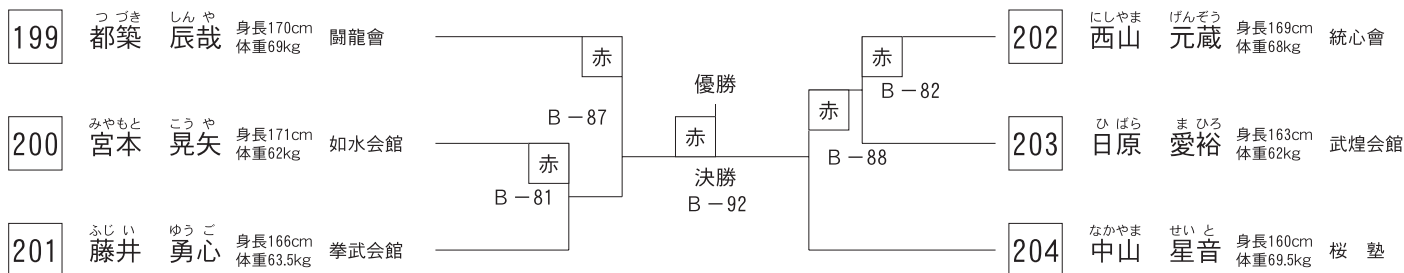 199 都築 辰哉 つづき しんや 身長170cm 体重69kg 闘龍會
200 宮本 晃矢 みやもと こうや 身長171cm 体重62kg 如水会館
201 藤井 勇心 ふじい ゆうご 身長166cm 体重63.5kg 拳武会館
赤
B-87
赤
B-81
優勝
赤
決勝
B-92
赤
B-82
赤
B-88
202 西山 元蔵 にしやま げんぞう 身長169cm 体重68kg 統心會
203 日原 愛裕 ひばら まひろ 身長163cm 体重62kg 武煌会館
204 中山 星音 なかやま せいと 身長160cm 体重69.5kg 桜塾